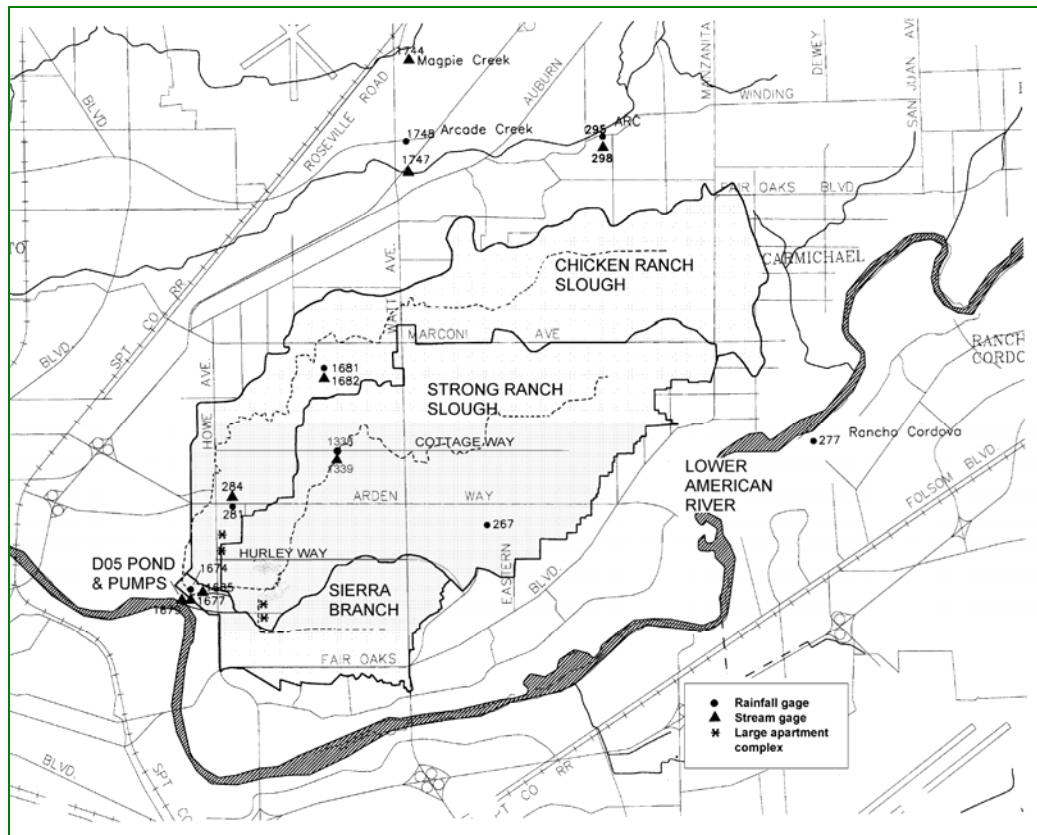 1744
Magpie Creek
MANZANITA
DEWEY
SAN JUAN AVE
WINDING
BLVD
ROSEVILLE ROAD
AUBURN
1748 Arcade Creek
295 ARC
298
1747
FAIR OAKS BLVD
CARMICHAEL
CHICKEN RANCH
SLOUGH
WATT AVE.
SPT CO RR
BLVD.
MARCONI AVE
RANCH
CORDO
HOWE AVE.
1681
1682
STRONG RANCH
SLOUGH
COTTAGE WAY
1339
277 Rancho Cordova
LOWER
AMERICAN
RIVER
FOLSOM BLVD
284
281
ARDEN WAY
267
HURLEY WAY
EASTERN
BLVD.
D05 POND
& PUMPS
1674
1677
SIERRA
BRANCH
FAIR OAKS
Rainfall gage
Stream gage
Large apartment
complex
BLVD.
SPT
CO RR